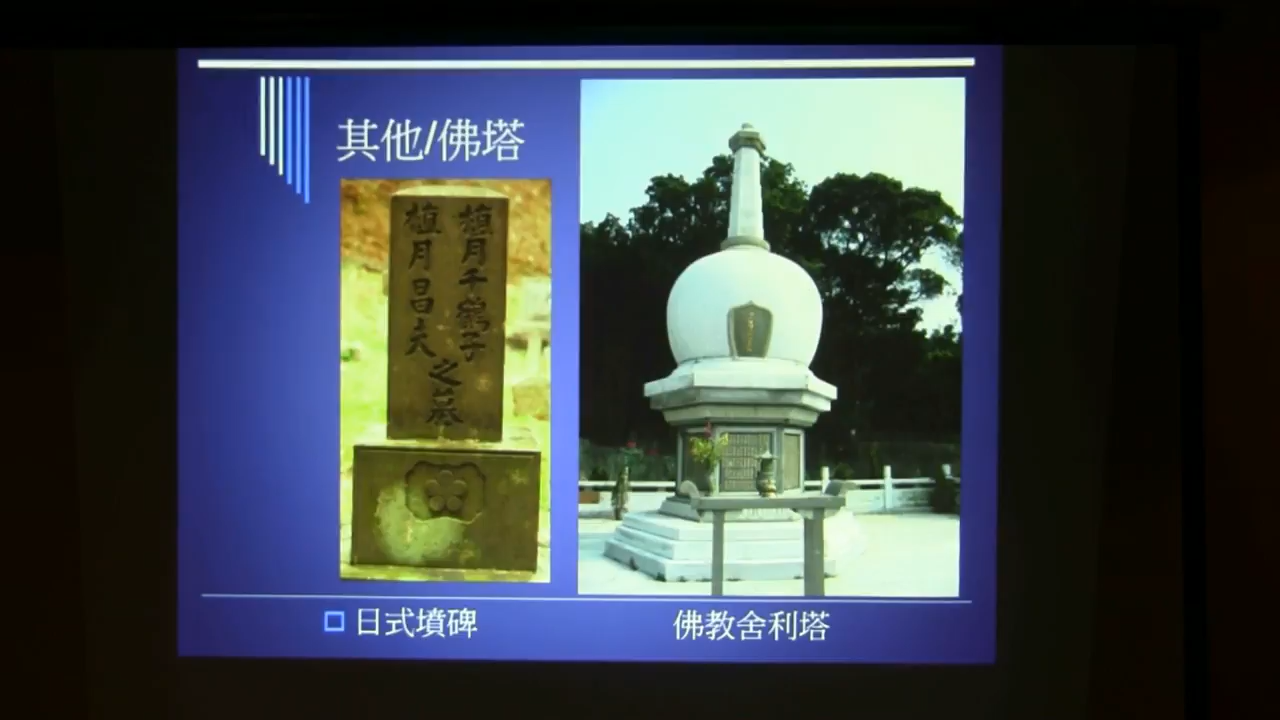 其他/佛塔
植月千鶴子
植月昌夫
之墓
日式墳碑
佛教舍利塔